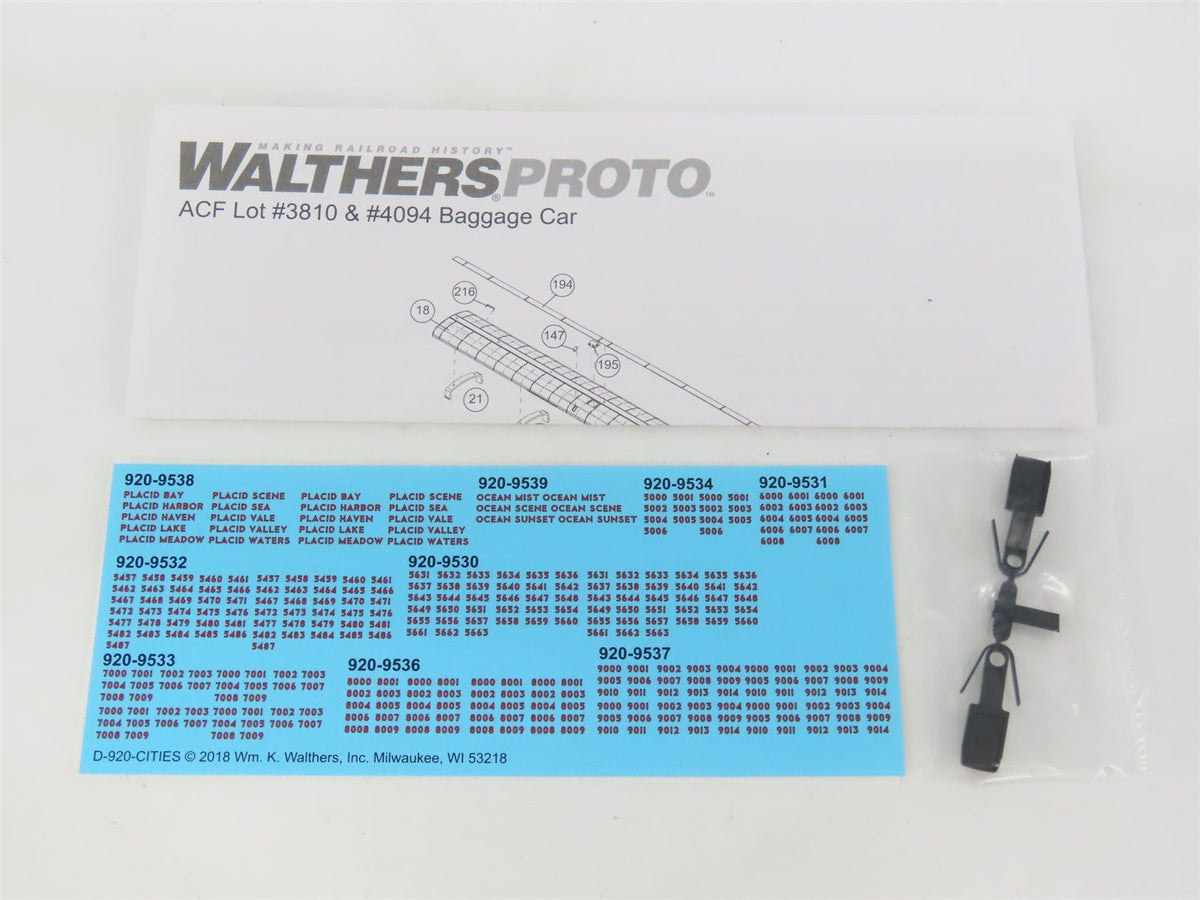 MAKING RAILROAD HISTORY™
WALTHERS®PROTO™
ACF Lot #3810 & #4094 Baggage Car
194
216
18
147
195
21
920-9538
PLACID BAY PLACID SCENE PLACID BAY PLACID SCENE
PLACID HARBOR PLACID SEA PLACID HARBOR PLACID SEA
PLACID HAVEN PLACID VALE PLACID HAVEN PLACID VALE
PLACID LAKE PLACID VALLEY PLACID LAKE PLACID VALLEY
PLACID MEADOW PLACID WATERS PLACID MEADOW PLACID WATERS
920-9539
OCEAN MIST OCEAN MIST
OCEAN SCENE OCEAN SCENE
OCEAN SUNSET OCEAN SUNSET
920-9534
5000 5001 5000 5001
5002 5003 5002 5003
5004 5005 5004 5005
5006 5006
920-9531
6000 6001 6000 6001
6002 6003 6002 6003
6004 6005 6004 6005
6006 6007 6006 6007
6008 6008
920-9532
5457 5458 5459 5460 5461 5457 5458 5459 5460 5461
5462 5463 5464 5465 5466 5462 5463 5464 5465 5466
5467 5468 5469 5470 5471 5467 5468 5469 5470 5471
5472 5473 5474 5475 5476 5472 5473 5474 5475 5476
5477 5478 5479 5480 5481 5477 5478 5479 5480 5481
5482 5483 5484 5485 5486 5482 5483 5484 5485 5486
5487 5487
920-9530
5631 5632 5633 5634 5635 5636 5631 5632 5633 5634 5635 5636
5637 5638 5639 5640 5641 5642 5637 5638 5639 5640 5641 5642
5643 5644 5645 5646 5647 5648 5643 5644 5645 5646 5647 5648
5649 5650 5651 5652 5653 5654 5649 5650 5651 5652 5653 5654
5655 5656 5657 5658 5659 5660 5655 5656 5657 5658 5659 5660
5661 5662 5663 5661 5662 5663
920-9533
7000 7001 7002 7003 7000 7001 7002 7003
7004 7005 7006 7007 7004 7005 7006 7007
7008 7009 7008 7009
7000 7001 7002 7003 7000 7001 7002 7003
7004 7005 7006 7007 7004 7005 7006 7007
7008 7009 7008 7009
920-9536
8000 8001 8000 8001 8000 8001 8000 8001
8002 8003 8002 8003 8002 8003 8002 8003
8004 8005 8004 8005 8004 8005 8004 8005
8006 8007 8006 8007 8006 8007 8006 8007
8008 8009 8008 8009 8008 8009 8008 8009
920-9537
9000 9001 9002 9003 9004 9000 9001 9002 9003 9004
9005 9006 9007 9008 9009 9005 9006 9007 9008 9009
9010 9011 9012 9013 9014 9010 9011 9012 9013 9014
9000 9001 9002 9003 9004 9000 9001 9002 9003 9004
9005 9006 9007 9008 9009 9005 9006 9007 9008 9009
9010 9011 9012 9013 9014 9010 9011 9012 9013 9014
D-920-CITIES © 2018 Wm. K. Walthers, Inc. Milwaukee, WI 53218